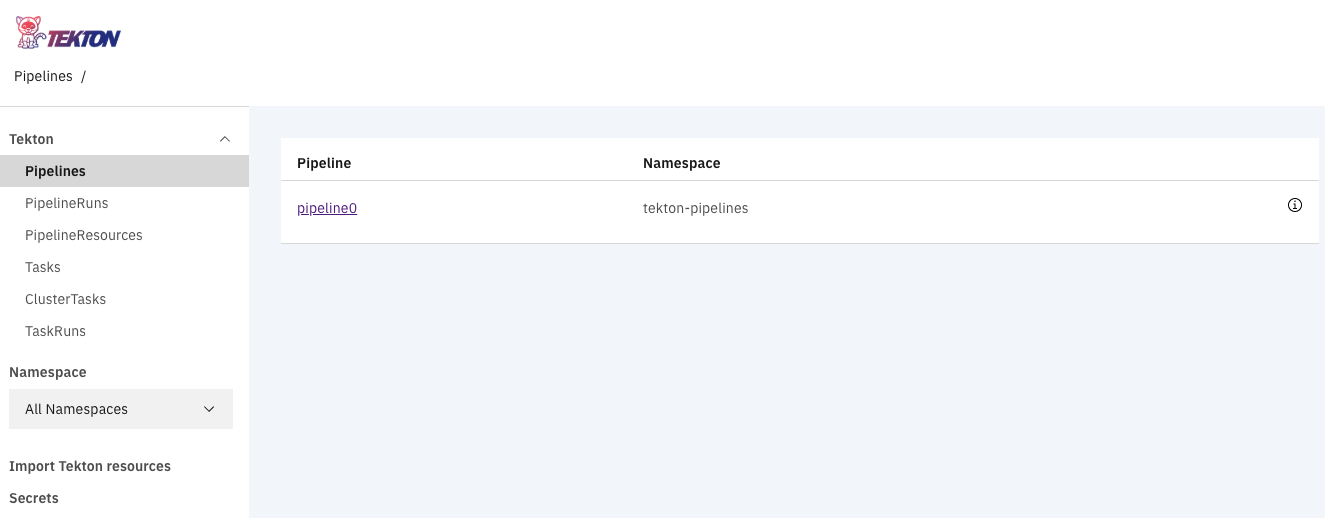 TEKTON
Pipelines /
Tekton
Pipelines
PipelineRuns
PipelineResources
Tasks
ClusterTasks
TaskRuns
Namespace
All Namespaces
Import Tekton resources
Secrets
Pipeline Namespace
pipeline0 tekton-pipelines